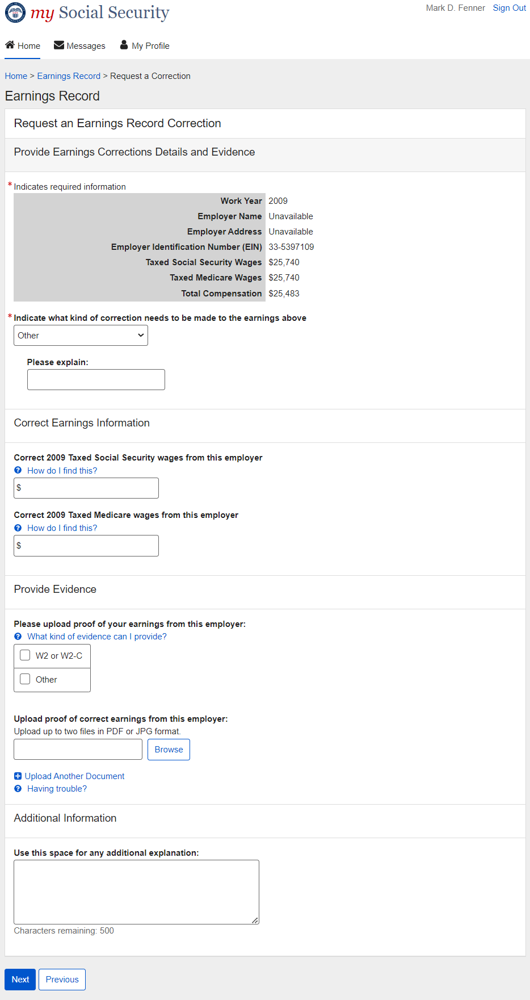 my Social Security
Mark D. Fenner Sign Out
Home Messages My Profile
Home > Earnings Record > Request a Correction
Earnings Record
Request an Earnings Record Correction
Provide Earnings Corrections Details and Evidence
* Indicates required information
Work Year 2009
Employer Name Unavailable
Employer Address Unavailable
Employer Identification Number (EIN) 33-5397109
Taxed Social Security Wages $25,740
Taxed Medicare Wages $25,740
Total Compensation $25,483
* Indicate what kind of correction needs to be made to the earnings above
Other
Please explain:
Correct Earnings Information
Correct 2009 Taxed Social Security wages from this employer
How do I find this?
$
Correct 2009 Taxed Medicare wages from this employer
How do I find this?
$
Provide Evidence
Please upload proof of your earnings from this employer:
What kind of evidence can I provide?
W2 or W2-C
Other
Upload proof of correct earnings from this employer:
Upload up to two files in PDF or JPG format.
Browse
Upload Another Document
Having trouble?
Additional Information
Use this space for any additional explanation:
Characters remaining: 500
Next Previous